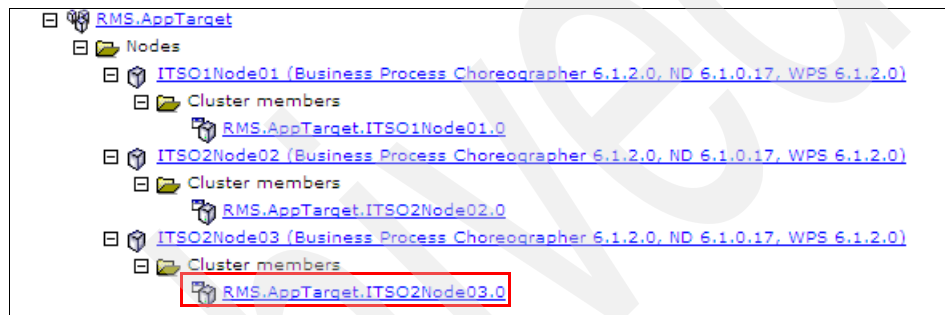 RMS.AppTarget
Nodes
ITSO1Node01 (Business Process Choreographer 6.1.2.0, ND 6.1.0.17, WPS 6.1.2.0)
Cluster members
RMS.AppTarget.ITSO1Node01.0
ITSO2Node02 (Business Process Choreographer 6.1.2.0, ND 6.1.0.17, WPS 6.1.2.0)
Cluster members
RMS.AppTarget.ITSO2Node02.0
ITSO2Node03 (Business Process Choreographer 6.1.2.0, ND 6.1.0.17, WPS 6.1.2.0)
Cluster members
RMS.AppTarget.ITSO2Node03.0